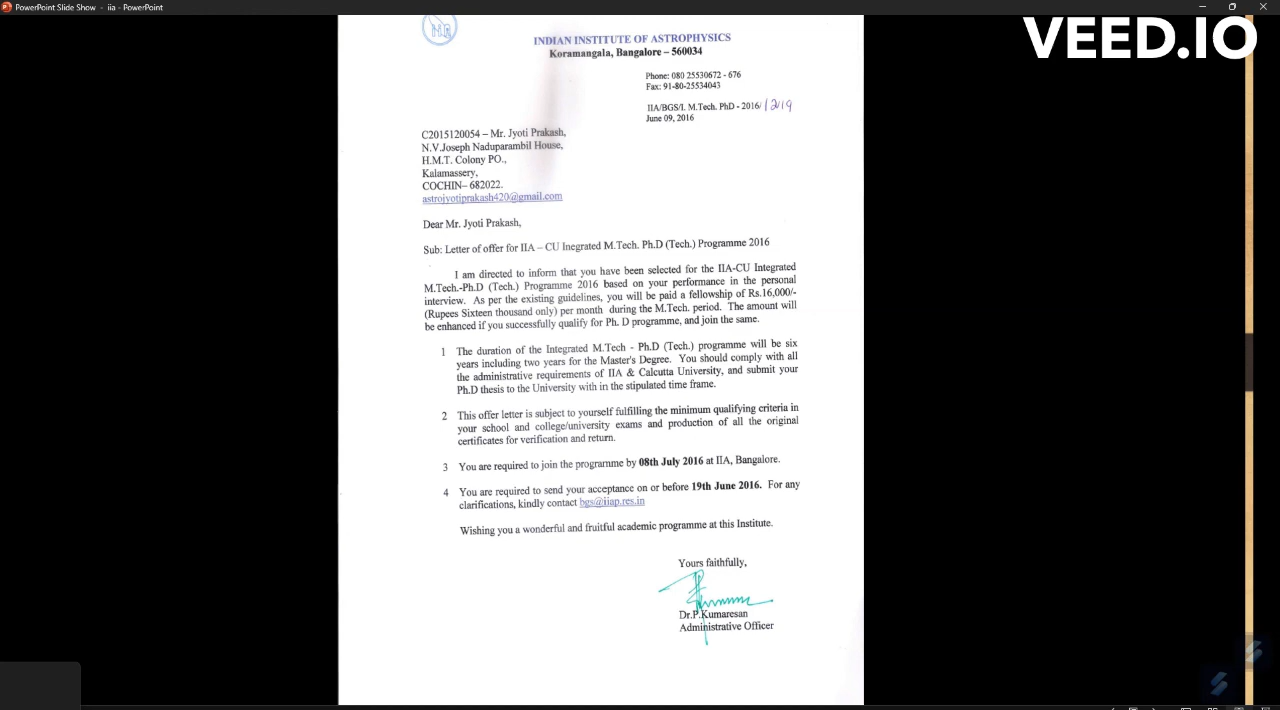 PowerPoint Slide Show - iia - PowerPoint
VEED.IO
INDIAN INSTITUTE OF ASTROPHYSICS
Koramangala, Bangalore – 560034
Phone: 080 25530672 - 676
Fax: 91-80-25534043
IIA/BGS/I. M.Tech. PhD - 2016/1219
June 09, 2016
C2015120054 – Mr. Jyoti Prakash,
N.V.Joseph Naduparambil House,
H.M.T. Colony PO.,
Kalamassery,
COCHIN– 682022.
astrojyotiprakash420@gmail.com
Dear Mr. Jyoti Prakash,
Sub: Letter of offer for IIA – CU Inegrated M.Tech. Ph.D (Tech.) Programme 2016
I am directed to inform that you have been selected for the IIA-CU Integrated
M.Tech.-Ph.D (Tech.) Programme 2016 based on your performance in the personal
interview. As per the existing guidelines, you will be paid a fellowship of Rs.16,000/-
(Rupees Sixteen thousand only) per month during the M.Tech. period. The amount will
be enhanced if you successfully qualify for Ph. D programme, and join the same.
1 The duration of the Integrated M.Tech - Ph.D (Tech.) programme will be six
years including two years for the Master's Degree. You should comply with all
the administrative requirements of IIA & Calcutta University, and submit your
Ph.D thesis to the University with in the stipulated time frame.
2 This offer letter is subject to yourself fulfilling the minimum qualifying criteria in
your school and college/university exams and production of all the original
certificates for verification and return.
3 You are required to join the programme by 08th July 2016 at IIA, Bangalore.
4 You are required to send your acceptance on or before 19th June 2016. For any
clarifications, kindly contact bgs@iiap.res.in
Wishing you a wonderful and fruitful academic programme at this Institute.
Yours faithfully,
Dr.P.Kumaresan
Administrative Officer